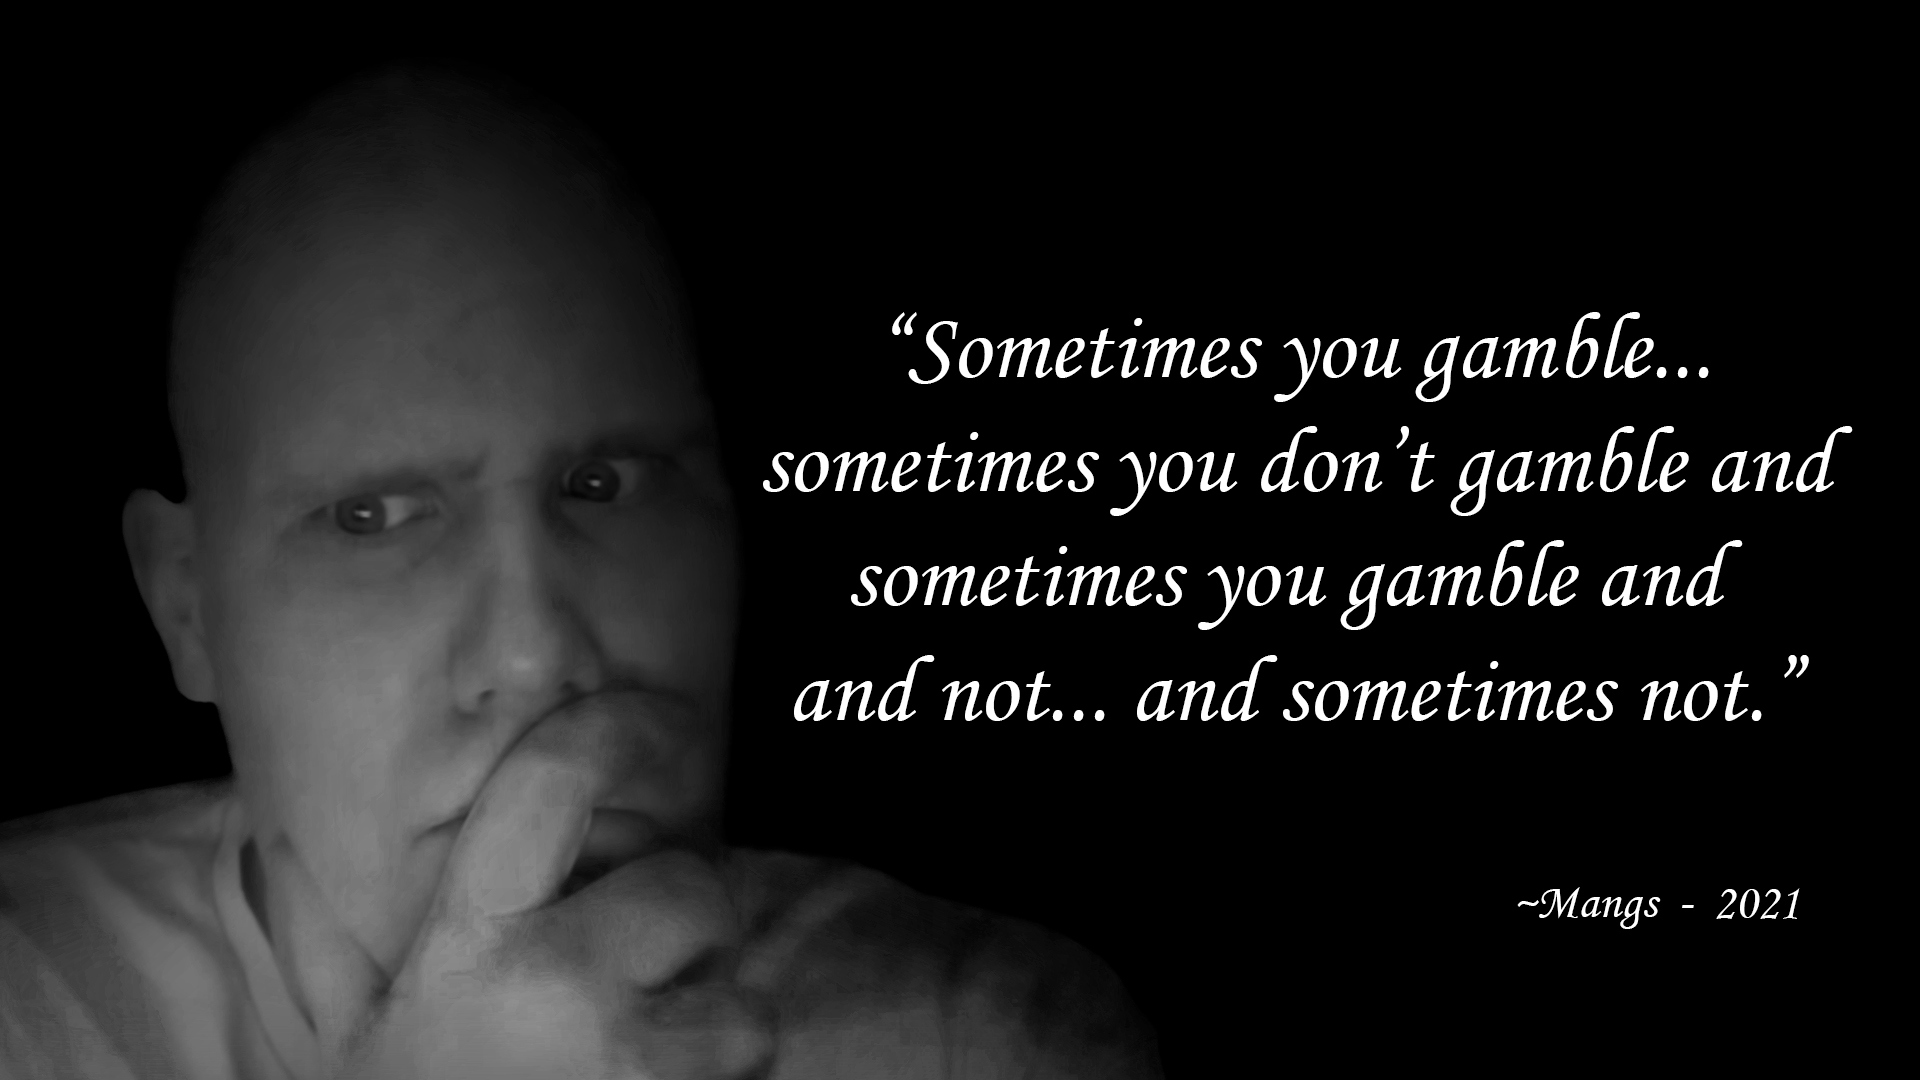 “Sometimes you gamble...
sometimes you don’t gamble and
sometimes you gamble and
and not... and sometimes not.”
~Mangs - 2021